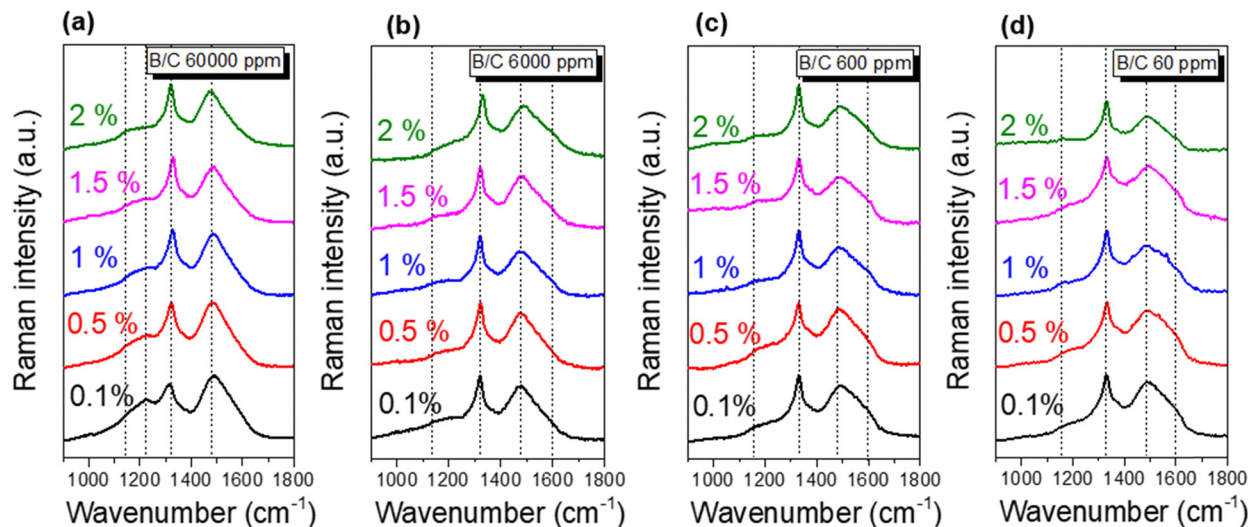 (a)
B/C 60000 ppm
2 %
1.5 %
1 %
0.5 %
0.1%
Raman intensity (a.u.)
1000 1200 1400 1600 1800
Wavenumber (cm⁻¹)
(b)
B/C 6000 ppm
2 %
1.5 %
1 %
0.5 %
0.1%
Raman intensity (a.u.)
1000 1200 1400 1600 1800
Wavenumber (cm⁻¹)
(c)
B/C 600 ppm
2 %
1.5 %
1 %
0.5 %
0.1%
Raman intensity (a.u.)
1000 1200 1400 1600 1800
Wavenumber (cm⁻¹)
(d)
B/C 60 ppm
2 %
1.5 %
1 %
0.5 %
0.1%
Raman intensity (a.u.)
1000 1200 1400 1600 1800
Wavenumber (cm⁻¹)